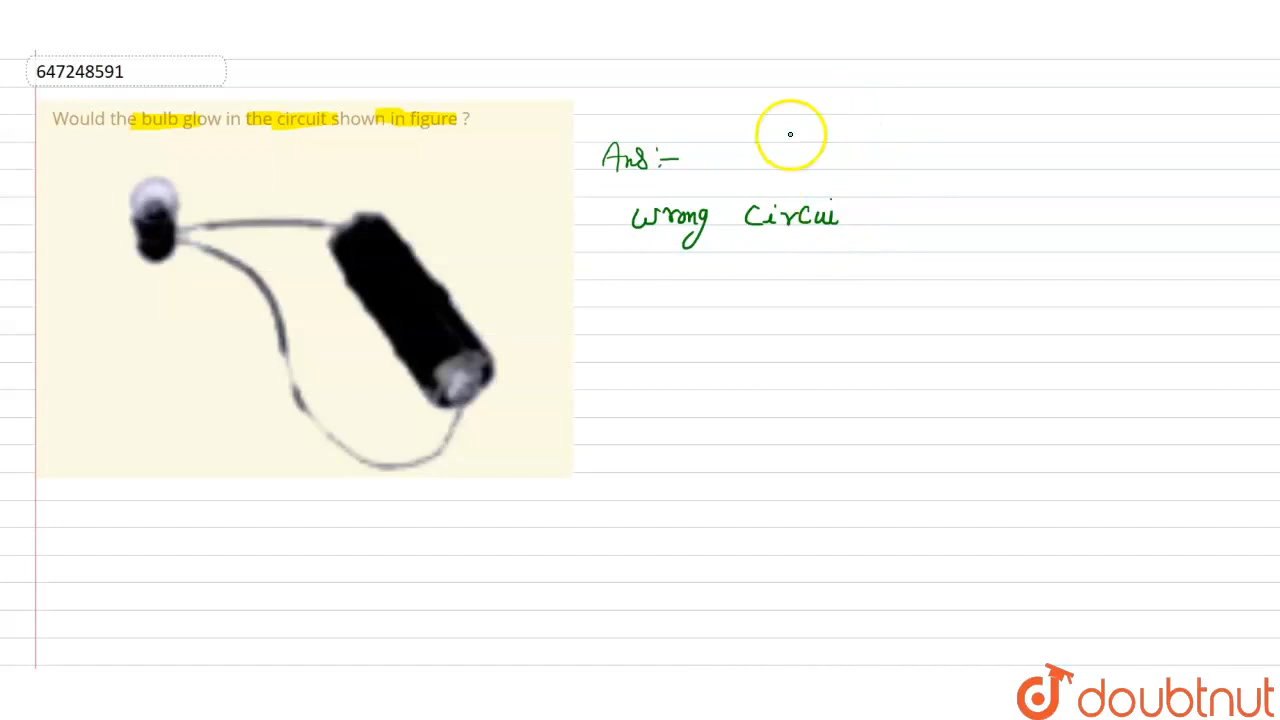 647248591
Would the bulb glow in the circuit shown in figure ?
Ans :-
Wrong Circui
doubtnut